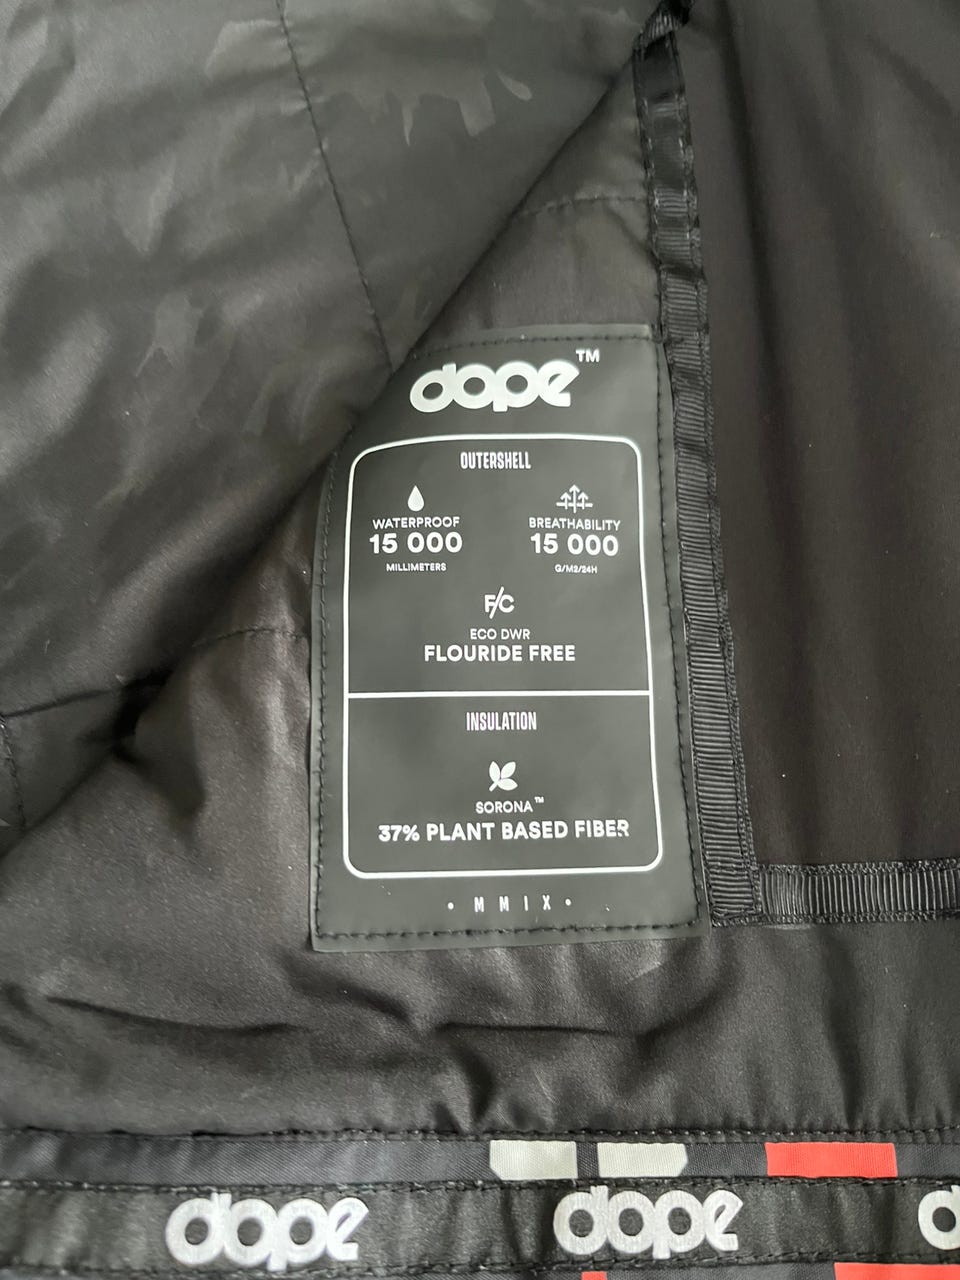 dope™
OUTERSHELL
WATERPROOF
15 000
MILLIMETERS
BREATHABILITY
15 000
G/M2/24H
F/C
ECO DWR
FLOURIDE FREE
INSULATION
SORONA™
37% PLANT BASED FIBER
• M M I X •
dope dope d